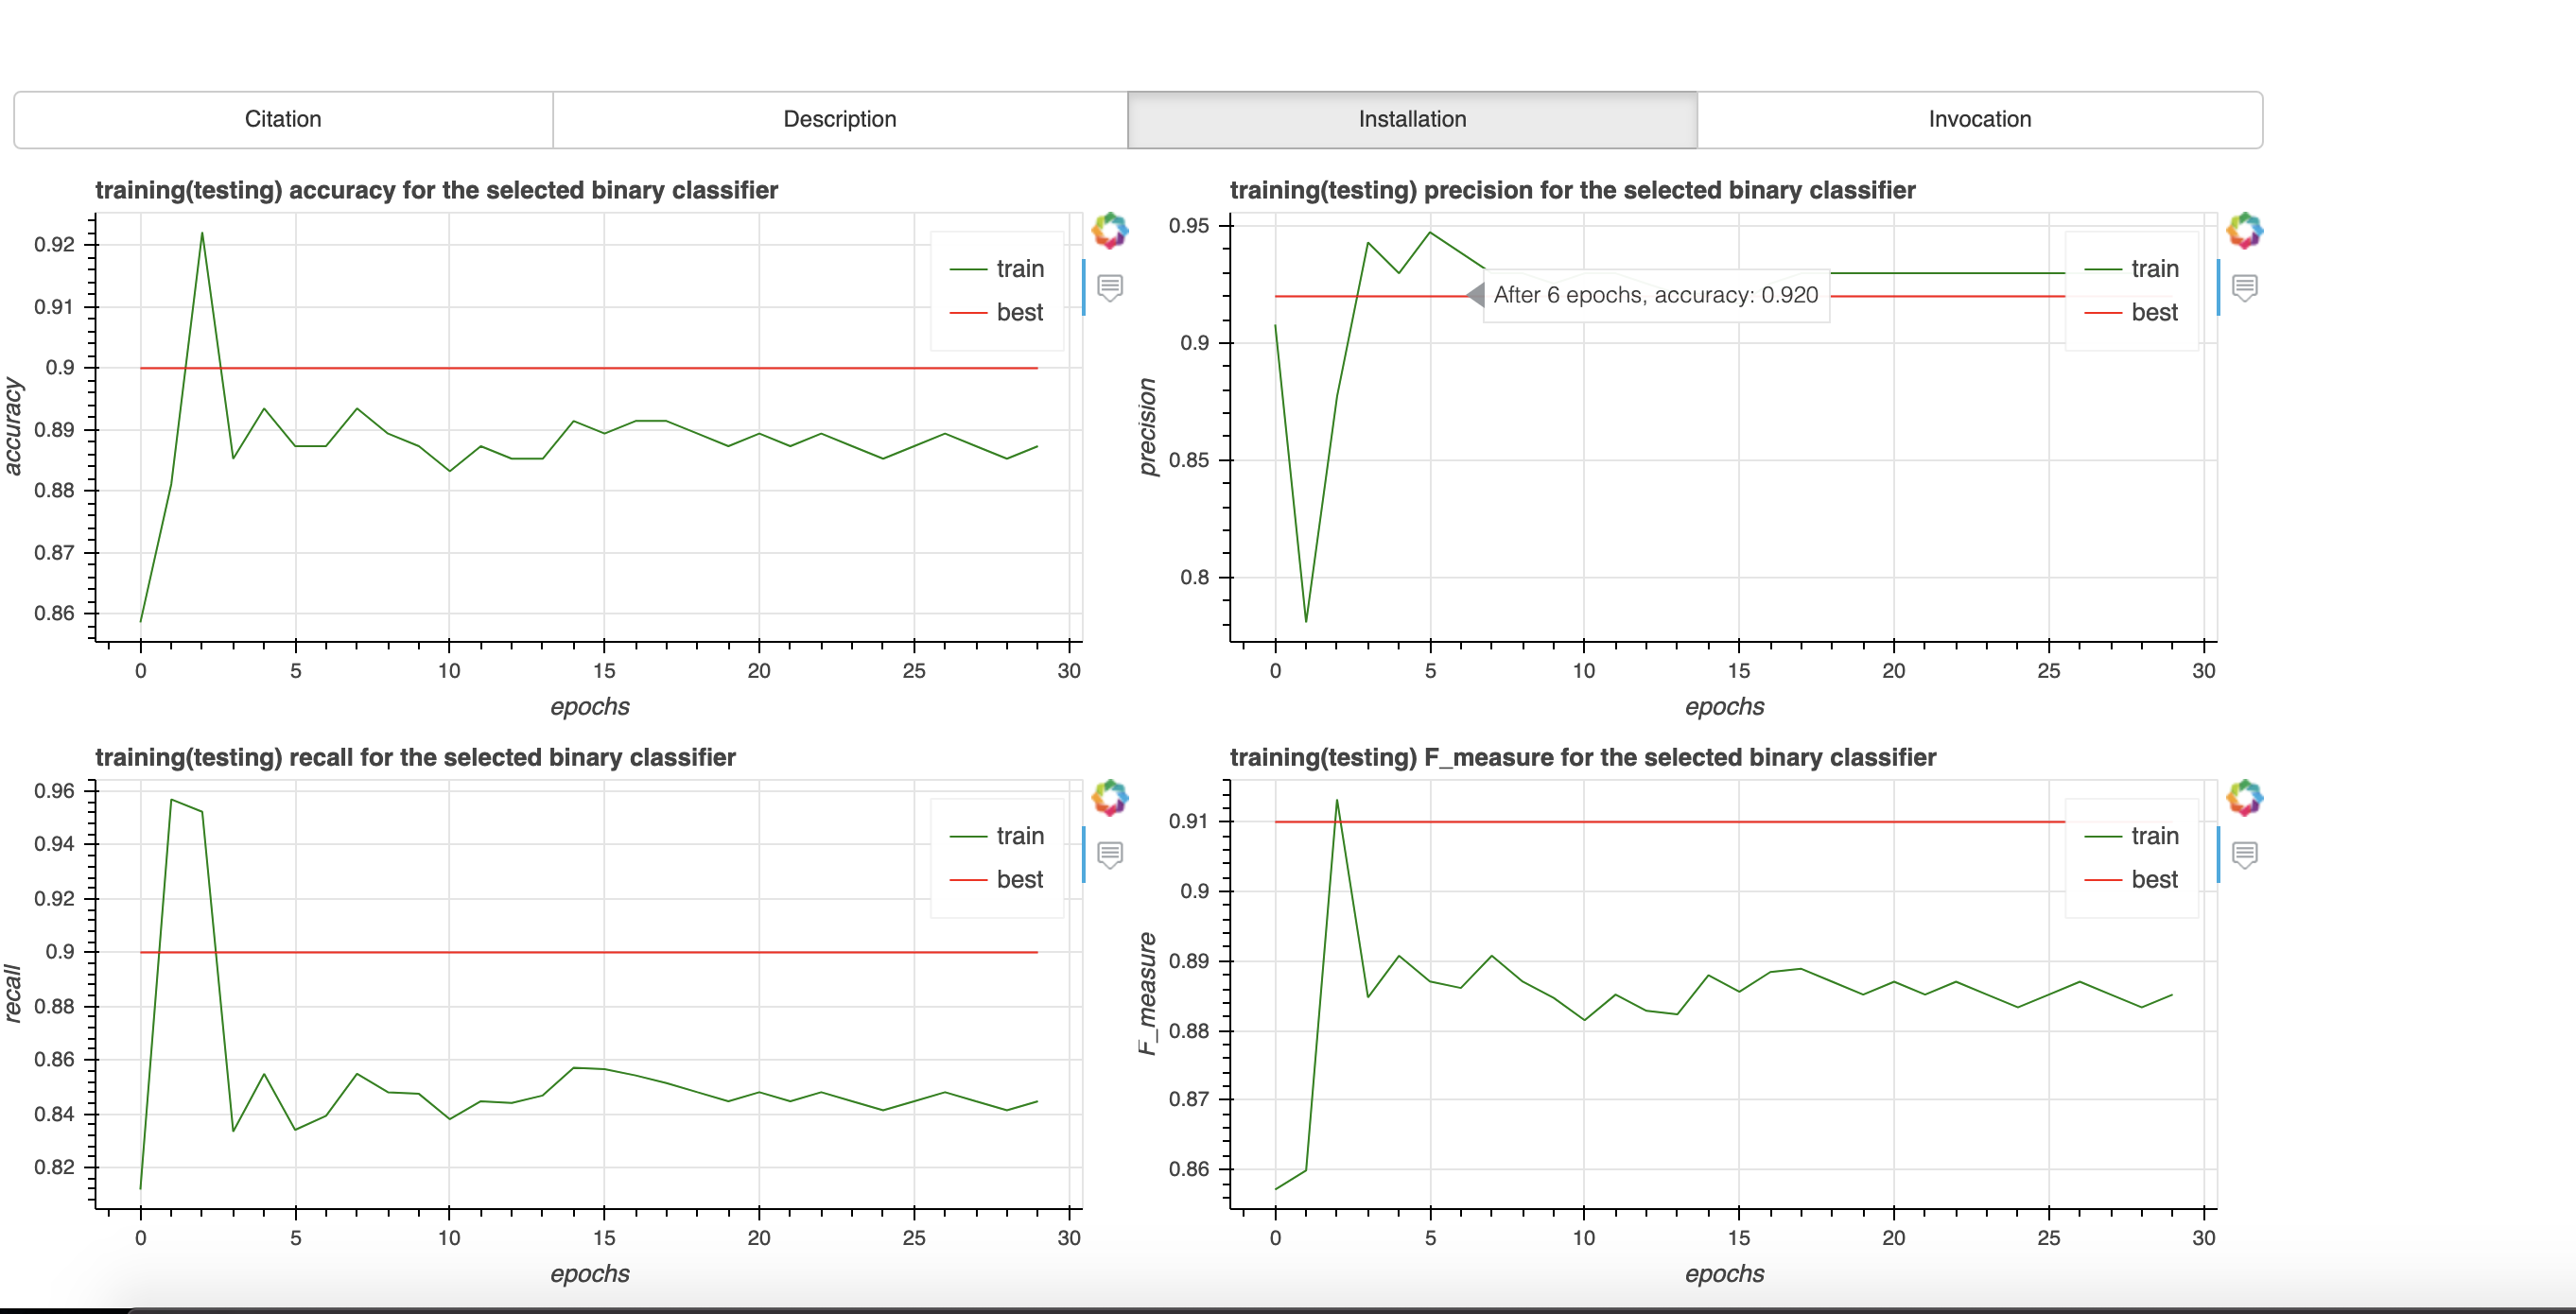 Citation
Description
Installation
Invocation
training(testing) accuracy for the selected binary classifier
0.92
0.91
0.9
0.89
0.88
0.87
0.86
accuracy
train
best
0 5 10 15 20 25 30
epochs
training(testing) precision for the selected binary classifier
0.95
0.9
0.85
0.8
precision
After 6 epochs, accuracy: 0.920
train
best
0 5 10 15 20 25 30
epochs
training(testing) recall for the selected binary classifier
0.96
0.94
0.92
0.9
0.88
0.86
0.84
0.82
recall
train
best
0 5 10 15 20 25 30
epochs
training(testing) F_measure for the selected binary classifier
0.91
0.9
0.89
0.88
0.87
0.86
F_measure
train
best
0 5 10 15 20 25 30
epochs